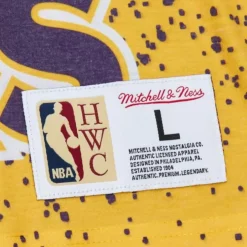 HWC
NBA
Mitchell & Ness
L
MITCHELL & NESS NOSTALGIA CO.
AUTHENTIC LICENSED APPAREL
DESIGNED IN PHILADELPHIA, PA.
ESTABLISHED 1904
AUTHENTIC. PREMIUM. LEGENDARY.